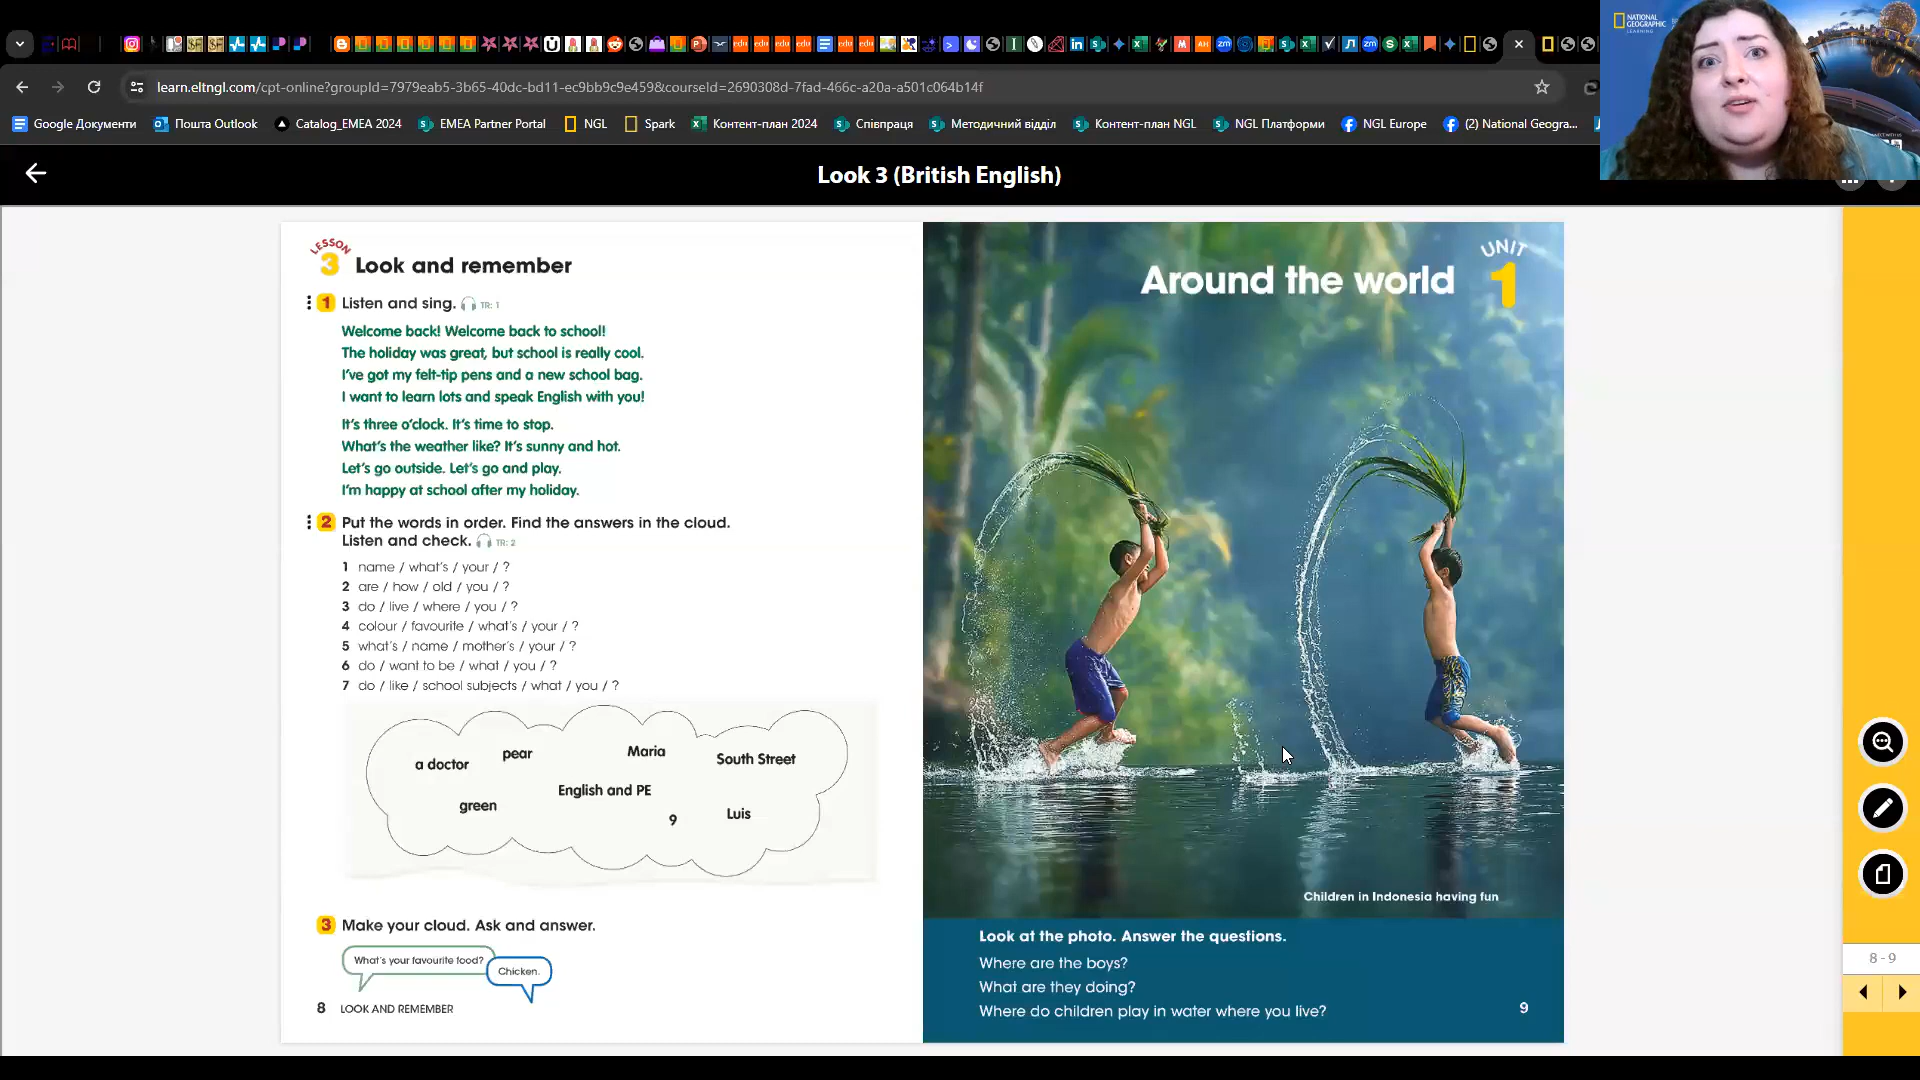 NATIONAL
GEOGRAPHIC
LEARNING
learn.eltngl.com/cpt-online?groupId=7979eab5-3b65-40dc-bd11-ec9bb9c9e459&courseId=2690308d-7fad-466c-a20a-a501c064b14f
Google Документи
Пошта Outlook
Catalog_EMEA 2024
EMEA Partner Portal
NGL
Spark
Контент-план 2024
Співпраця
Методичний відділ
Контент-план NGL
NGL Платформи
NGL Europe
(2) National Geogra...
Look 3 (British English)
LESSON
3 Look and remember
1 Listen and sing. TR: 1
Welcome back! Welcome back to school!
The holiday was great, but school is really cool.
I've got my felt-tip pens and a new school bag.
I want to learn lots and speak English with you!
It's three o'clock. It's time to stop.
What's the weather like? It's sunny and hot.
Let's go outside. Let's go and play.
I'm happy at school after my holiday.
2 Put the words in order. Find the answers in the cloud.
Listen and check. TR: 2
1 name / what's / your / ?
2 are / how / old / you / ?
3 do / live / where / you / ?
4 colour / favourite / what's / your / ?
5 what's / name / mother's / your / ?
6 do / want to be / what / you / ?
7 do / like / school subjects / what / you / ?
a doctor
pear
Maria
South Street
green
English and PE
9
Luis
3 Make your cloud. Ask and answer.
What's your favourite food?
Chicken.
8 LOOK AND REMEMBER
UNIT
1
Around the world
Children in Indonesia having fun
Look at the photo. Answer the questions.
Where are the boys?
What are they doing?
Where do children play in water where you live?
9
8 - 9